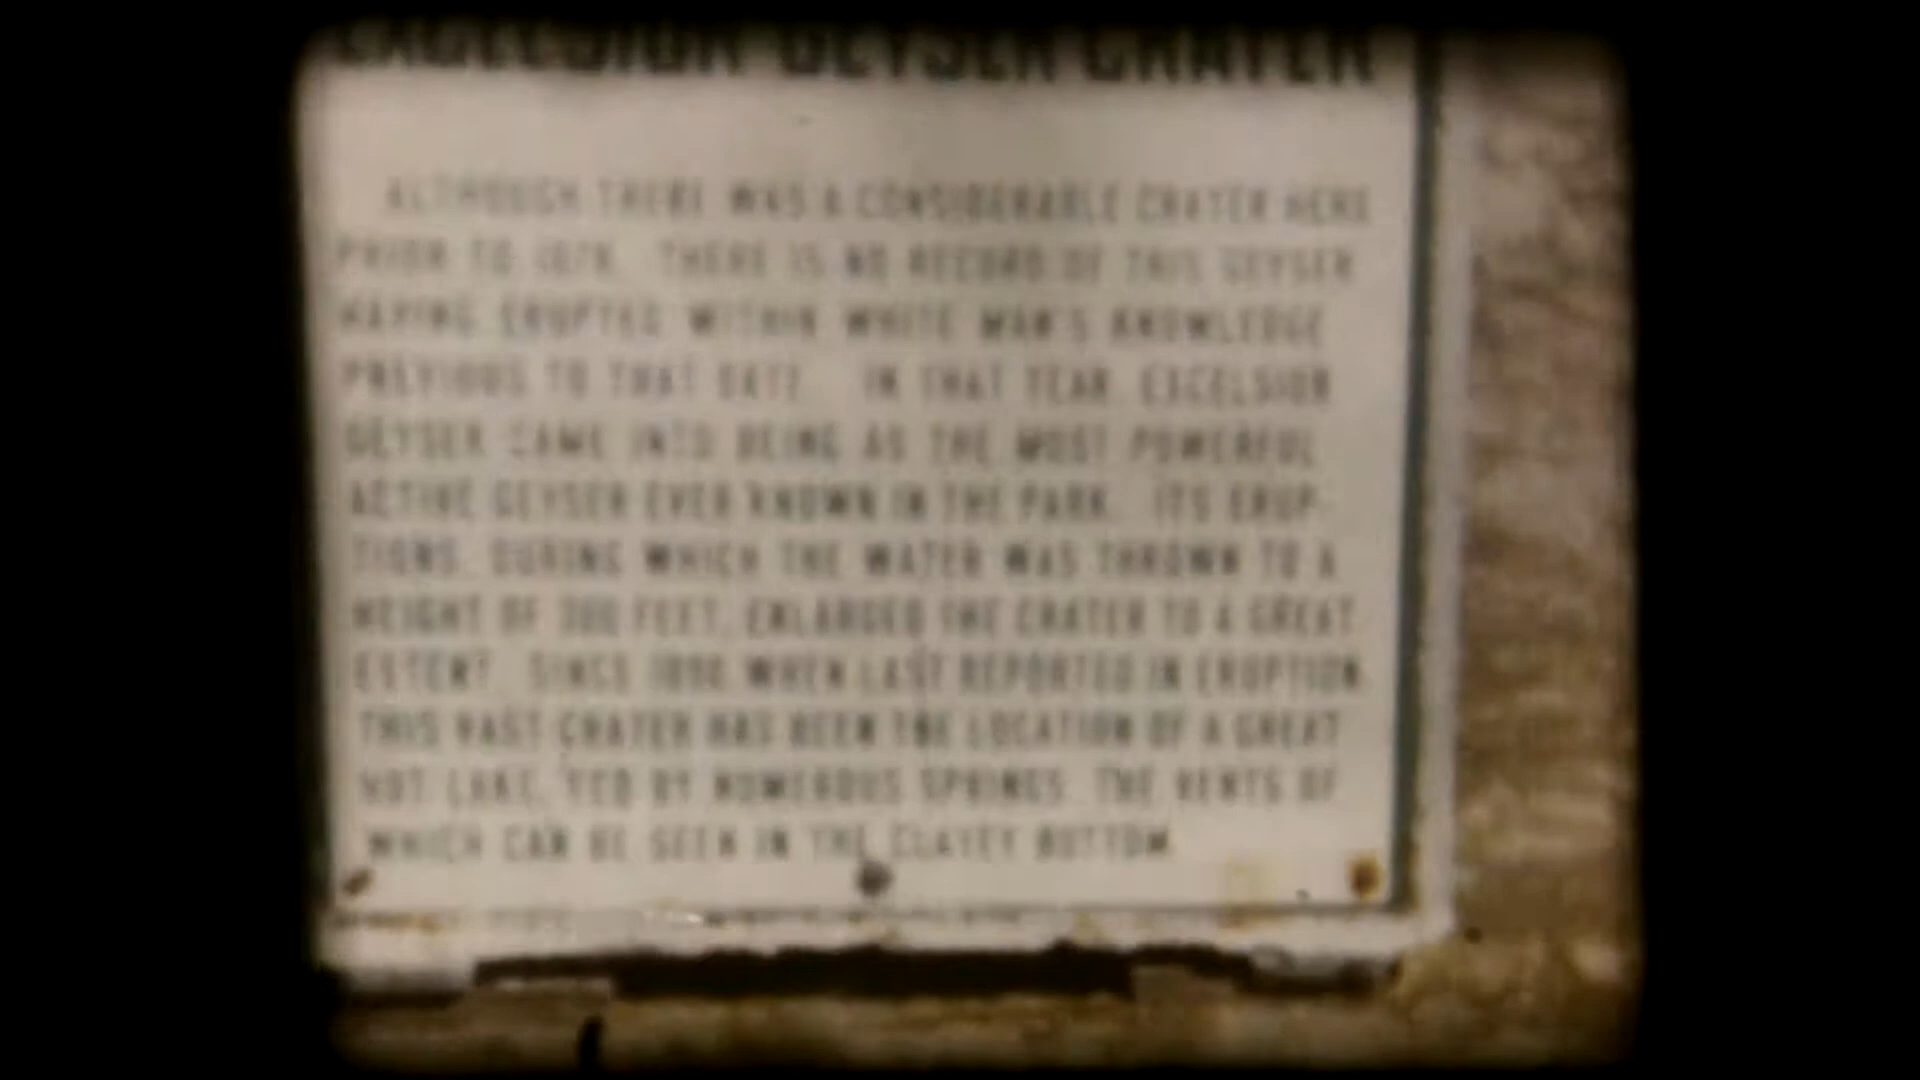 EXCELSIOR GEYSER CRATER
ALTHOUGH THERE WAS A CONSIDERABLE CRATER HERE
PRIOR TO 1878, THERE IS NO RECORD OF THIS GEYSER
HAVING ERUPTED WITHIN WHITE MAN'S KNOWLEDGE
PREVIOUS TO THAT DATE. IN THAT YEAR EXCELSIOR
GEYSER CAME INTO BEING AS THE MOST POWERFUL
ACTIVE GEYSER EVER KNOWN IN THE PARK. ITS ERUP-
TIONS, DURING WHICH THE WATER WAS THROWN TO A
HEIGHT OF 300 FEET, ENLARGED THE CRATER TO A GREAT
EXTENT. SINCE 1890 WHEN LAST REPORTED IN ERUPTION
THIS VAST CRATER HAS BEEN THE LOCATION OF A GREAT
HOT LAKE, FED BY NUMEROUS SPRINGS, THE VENTS OF
WHICH CAN BE SEEN IN THE CLAYEY BOTTOM.